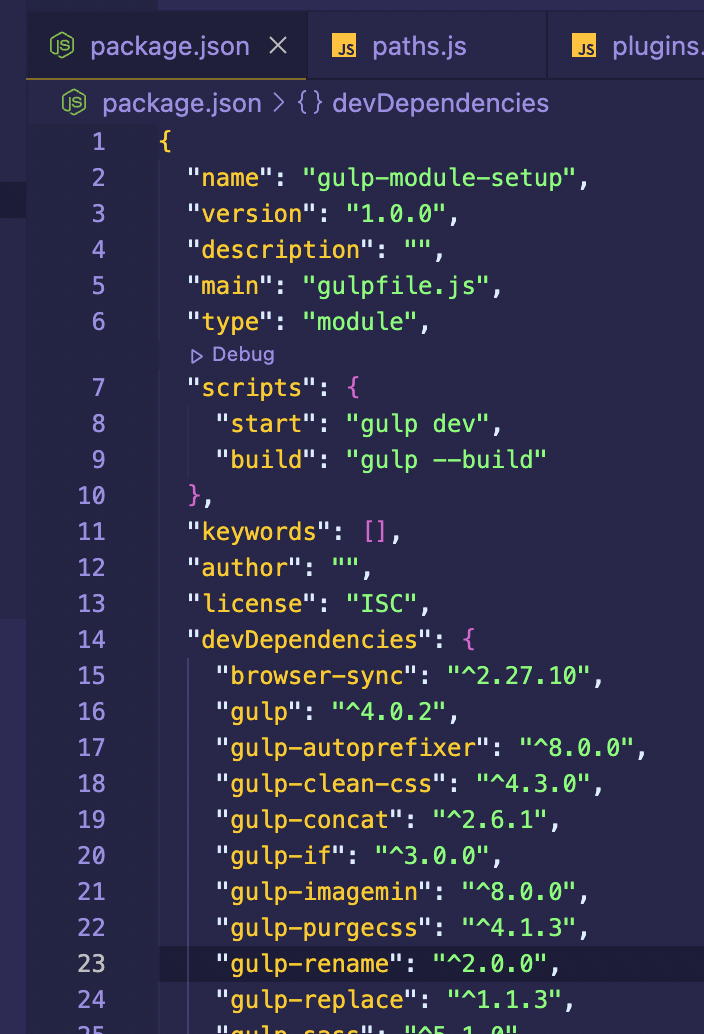 package.json
JS paths.js
JS plugins.
package.json > {} devDependencies
1 {
2 "name": "gulp-module-setup",
3 "version": "1.0.0",
4 "description": "",
5 "main": "gulpfile.js",
6 "type": "module",
Debug
7 "scripts": {
8 "start": "gulp dev",
9 "build": "gulp --build"
10 },
11 "keywords": [],
12 "author": "",
13 "license": "ISC",
14 "devDependencies": {
15 "browser-sync": "^2.27.10",
16 "gulp": "^4.0.2",
17 "gulp-autoprefixer": "^8.0.0",
18 "gulp-clean-css": "^4.3.0",
19 "gulp-concat": "^2.6.1",
20 "gulp-if": "^3.0.0",
21 "gulp-imagemin": "^8.0.0",
22 "gulp-purgecss": "^4.1.3",
23 "gulp-rename": "^2.0.0",
24 "gulp-replace": "^1.1.3",
25 "gulp-sass": "^5.1.0",